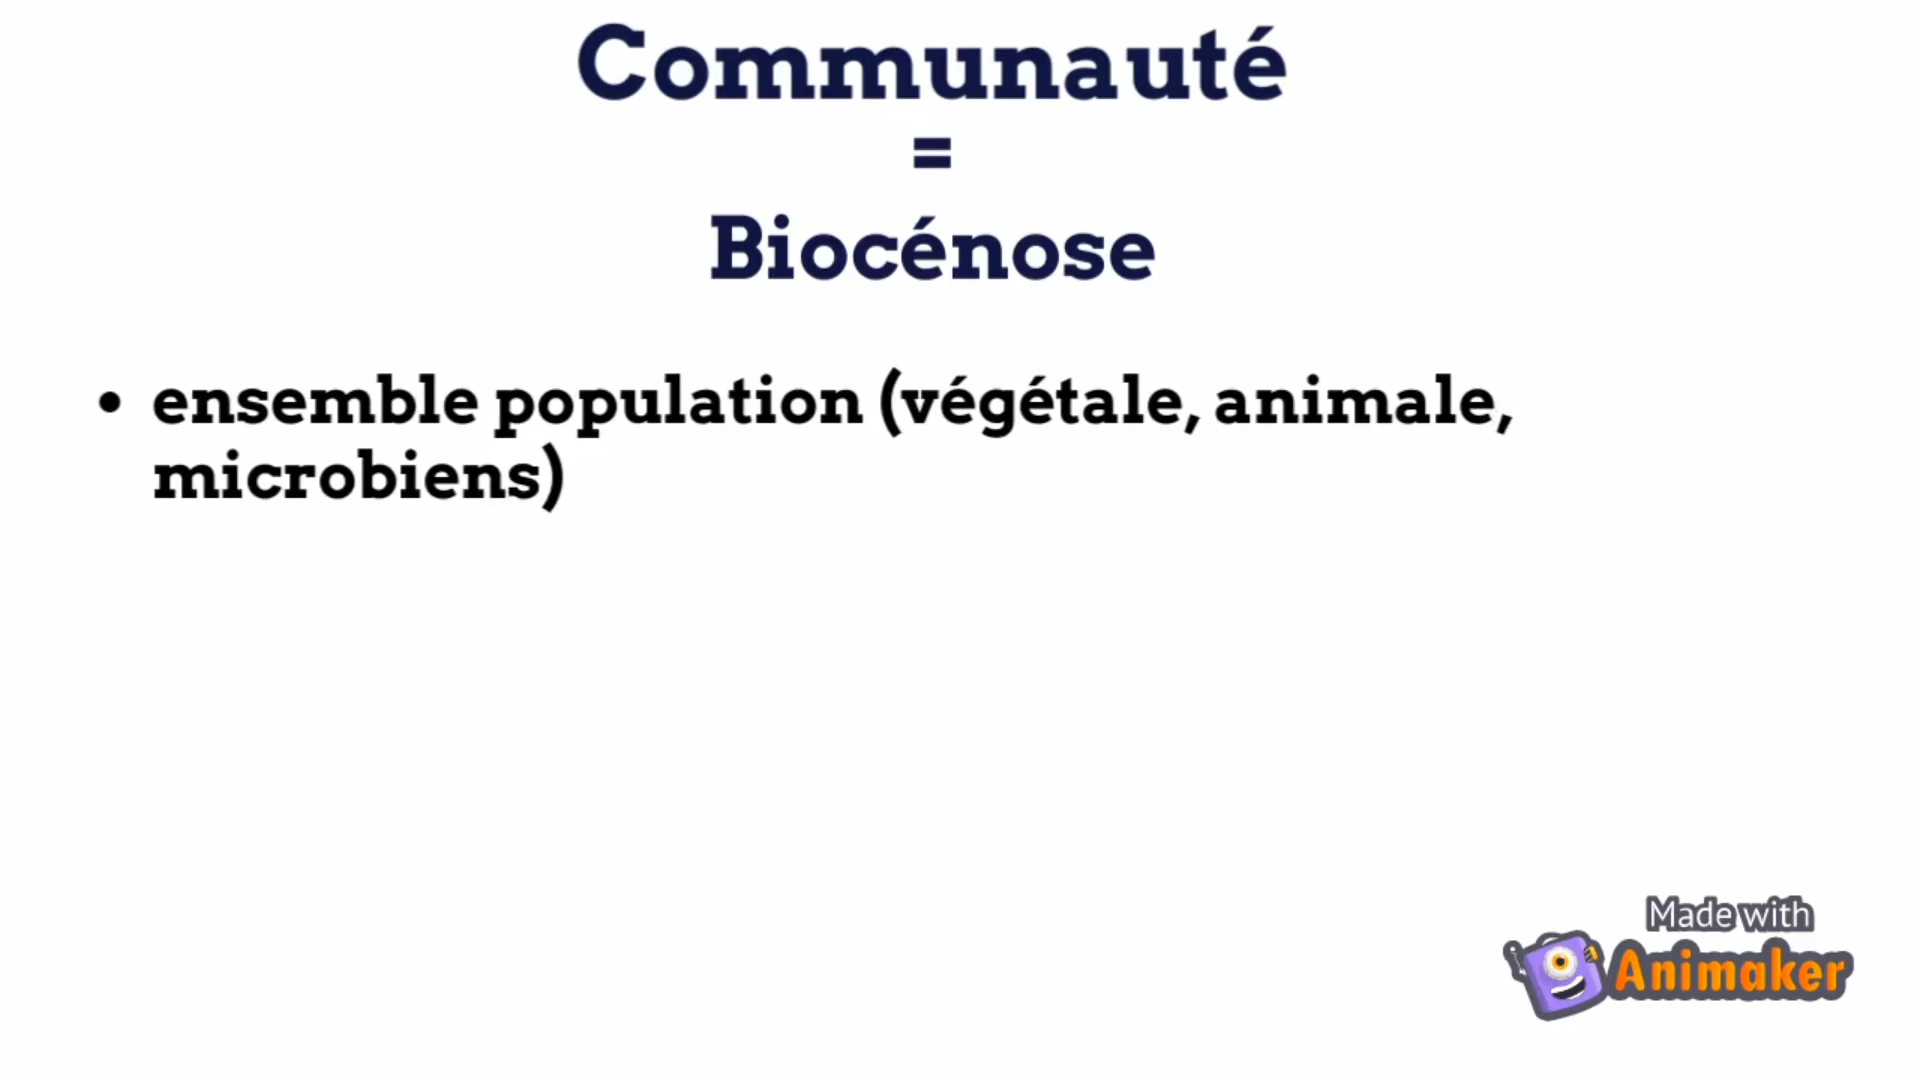 Communauté
=
Biocénose
• ensemble population (végétale, animale,
microbiens)
Made with
Animaker